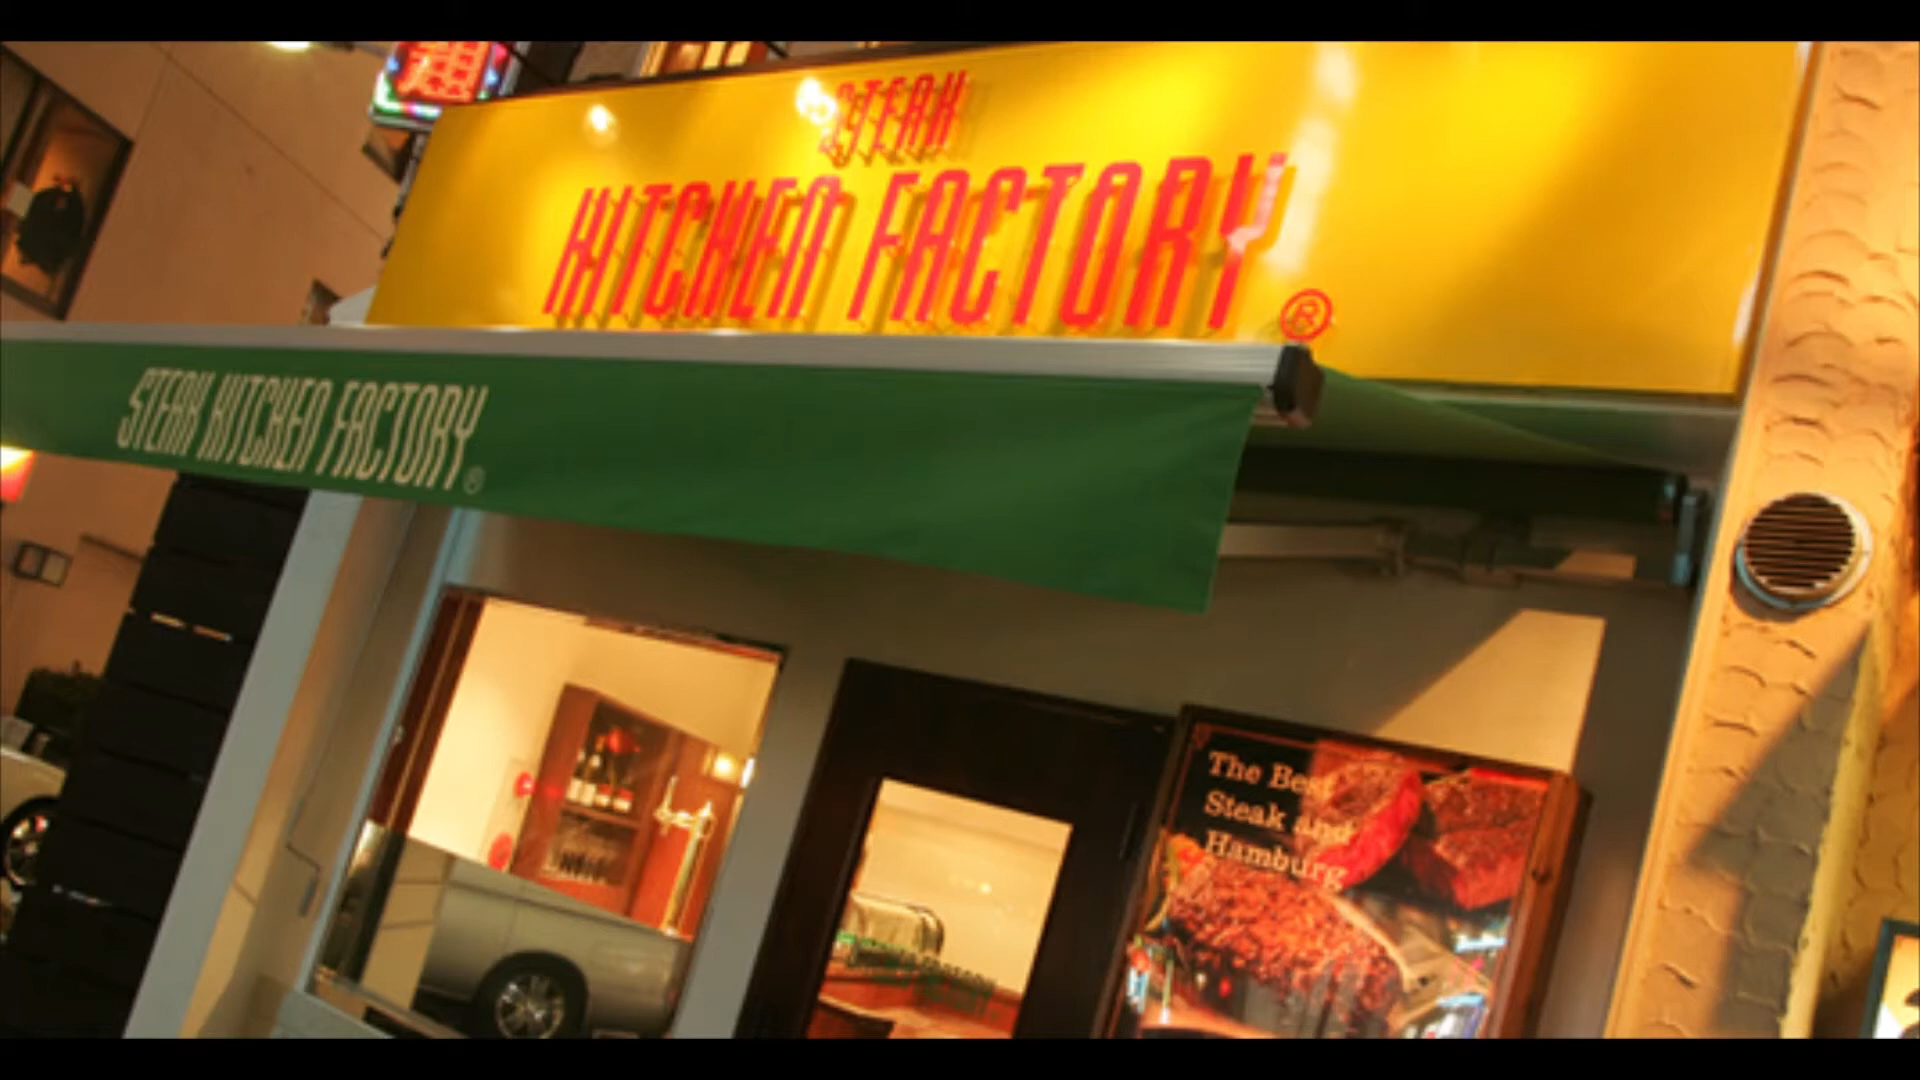 STEAK
KITCHEN FACTORY
®
STEAK KITCHEN FACTORY®
The Best
Steak and
Hamburg